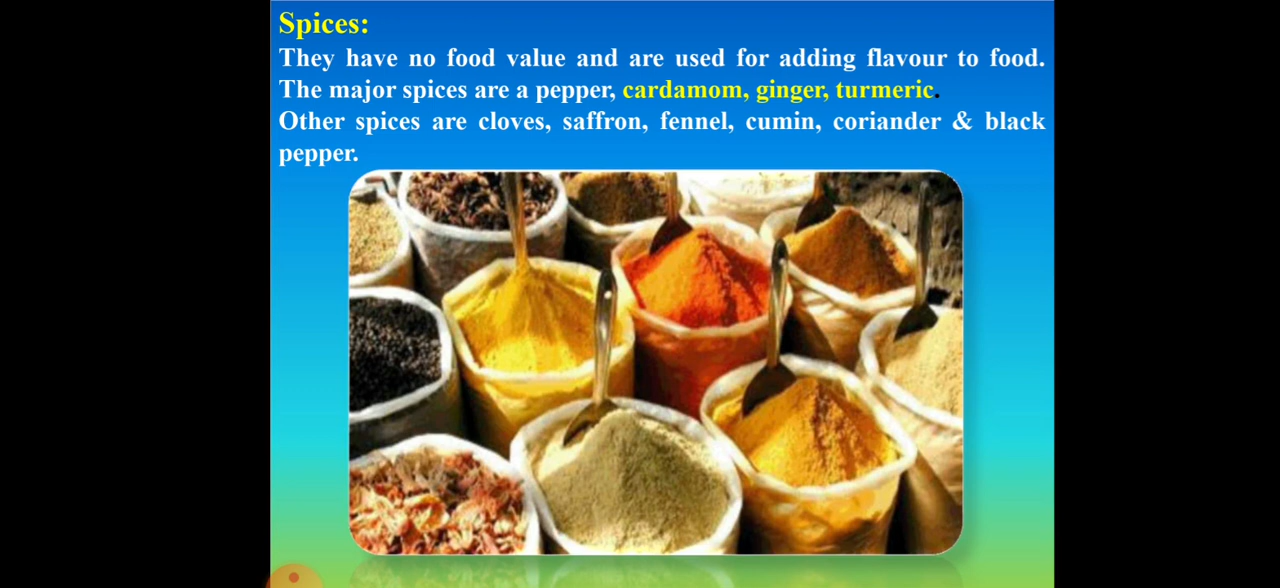 Spices:
They have no food value and are used for adding flavour to food.
The major spices are a pepper, cardamom, ginger, turmeric.
Other spices are cloves, saffron, fennel, cumin, coriander & black
pepper.